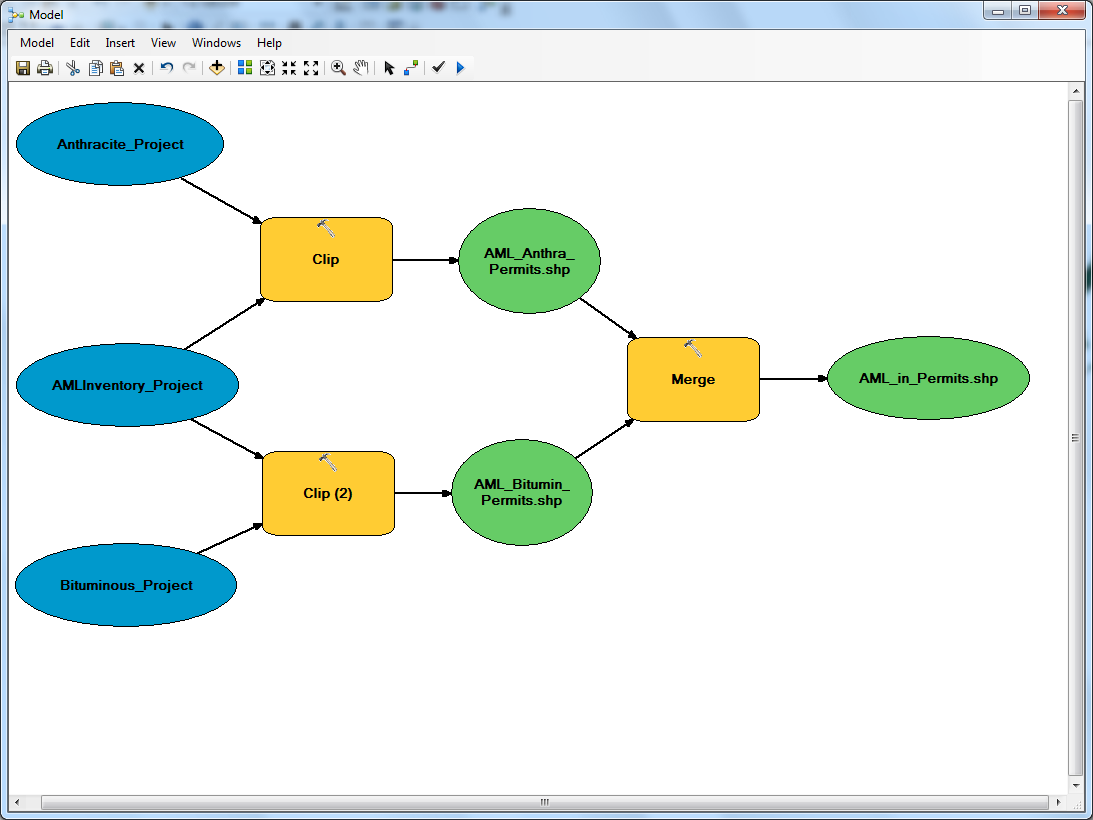 Model
Model Edit Insert View Windows Help
Anthracite_Project
Clip
AML_Anthra_
Permits.shp
AMLInventory_Project
Merge
AML_in_Permits.shp
Clip (2)
AML_Bitumin_
Permits.shp
Bituminous_Project